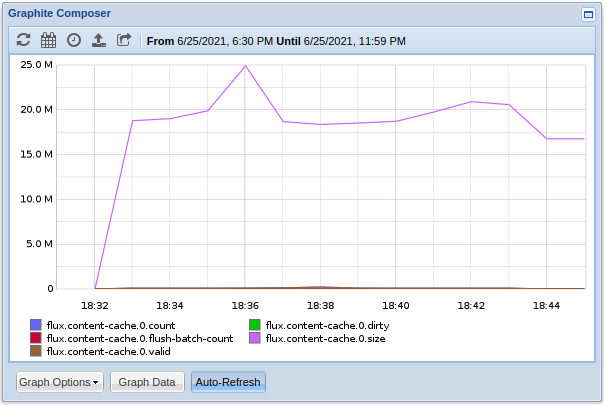 Graphite Composer
From 6/25/2021, 6:30 PM Until 6/25/2021, 11:59 PM
25.0 M
20.0 M
15.0 M
10.0 M
5.0 M
0
18:32 18:34 18:36 18:38 18:40 18:42 18:44
flux.content-cache.0.count flux.content-cache.0.dirty
flux.content-cache.0.flush-batch-count flux.content-cache.0.size
flux.content-cache.0.valid
Graph Options Graph Data Auto-Refresh